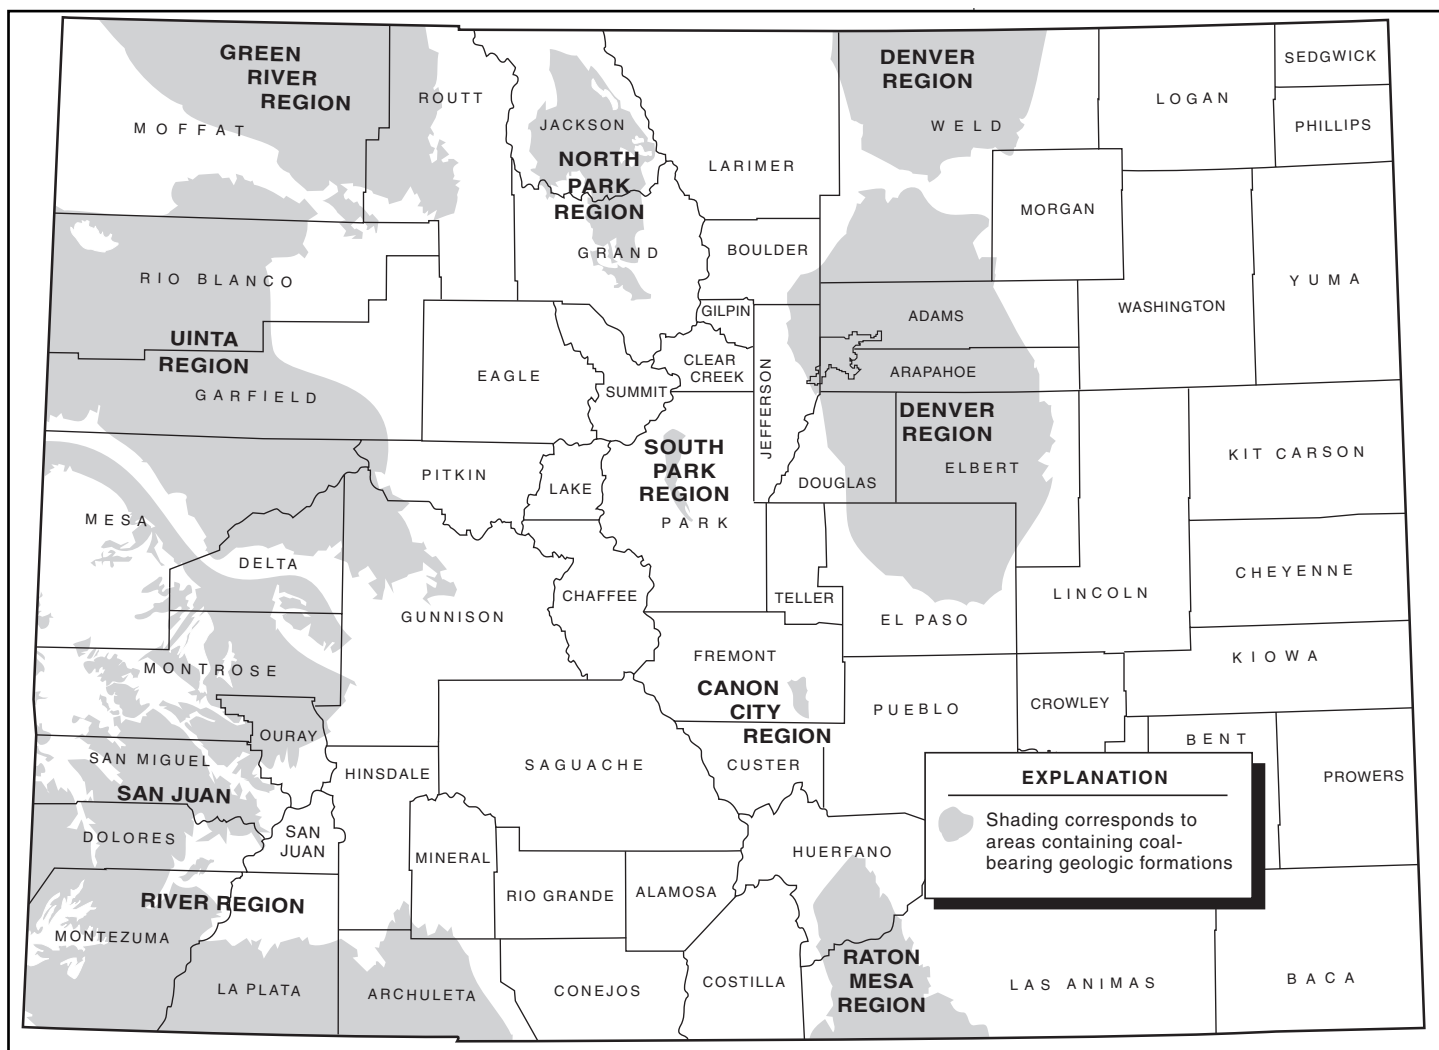 GREEN
RIVER
REGION
MOFFAT
ROUTT
JACKSON
NORTH
PARK
REGION
GRAND
LARIMER
DENVER
REGION
WELD
LOGAN
SEDGWICK
PHILLIPS
MORGAN
BOULDER
RIO BLANCO
UINTA
REGION
GARFIELD
EAGLE
SUMMIT
GILPIN
CLEAR
CREEK
JEFFERSON
ADAMS
ARAPAHOE
WASHINGTON
YUMA
DENVER
REGION
ELBERT
DOUGLAS
KIT CARSON
SOUTH
PARK
REGION
PARK
PITKIN
LAKE
MESA
DELTA
GUNNISON
CHAFFEE
TELLER
EL PASO
LINCOLN
CHEYENNE
KIOWA
MONTROSE
FREMONT
CANON
CITY
REGION
PUEBLO
CROWLEY
BENT
PROWERS
OURAY
SAN MIGUEL
SAN JUAN
HINSDALE
SAGUACHE
CUSTER
DOLORES
SAN
JUAN
MINERAL
RIO GRANDE
ALAMOSA
HUERFANO
RIVER REGION
MONTEZUMA
LA PLATA
ARCHULETA
CONEJOS
COSTILLA
RATON
MESA
REGION
LAS ANIMAS
BACA
EXPLANATION
Shading corresponds to
areas containing coal-
bearing geologic formations